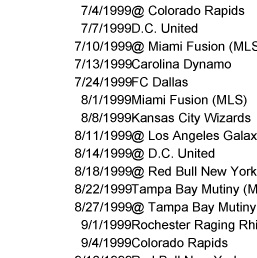 7/4/1999@ Colorado Rapids
7/7/1999D.C. United
7/10/1999@ Miami Fusion (MLS
7/13/1999Carolina Dynamo
7/24/1999FC Dallas
8/1/1999Miami Fusion (MLS)
8/8/1999Kansas City Wizards
8/11/1999@ Los Angeles Galax
8/14/1999@ D.C. United
8/18/1999@ Red Bull New York
8/22/1999Tampa Bay Mutiny (M
8/27/1999@ Tampa Bay Mutiny
9/1/1999Rochester Raging Rhi
9/4/1999Colorado Rapids